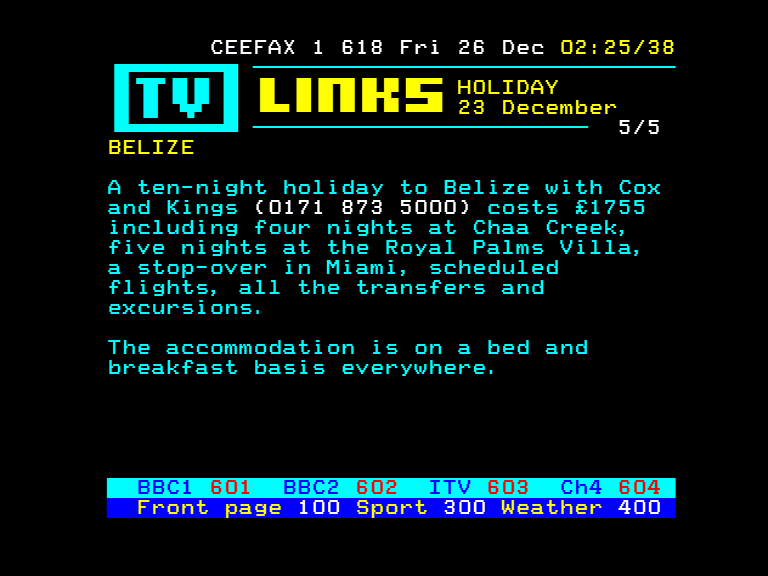 CEEFAX 1 618 Fri 26 Dec 02:25/38
TV LINKS HOLIDAY
23 December
5/5
BELIZE
A ten-night holiday to Belize with Cox
and Kings (0171 873 5000) costs £1755
including four nights at Chaa Creek,
five nights at the Royal Palms Villa,
a stop-over in Miami, scheduled
flights, all the transfers and
excursions.
The accommodation is on a bed and
breakfast basis everywhere.
BBC1 601 BBC2 602 ITV 603 Ch4 604
Front page 100 Sport 300 Weather 400